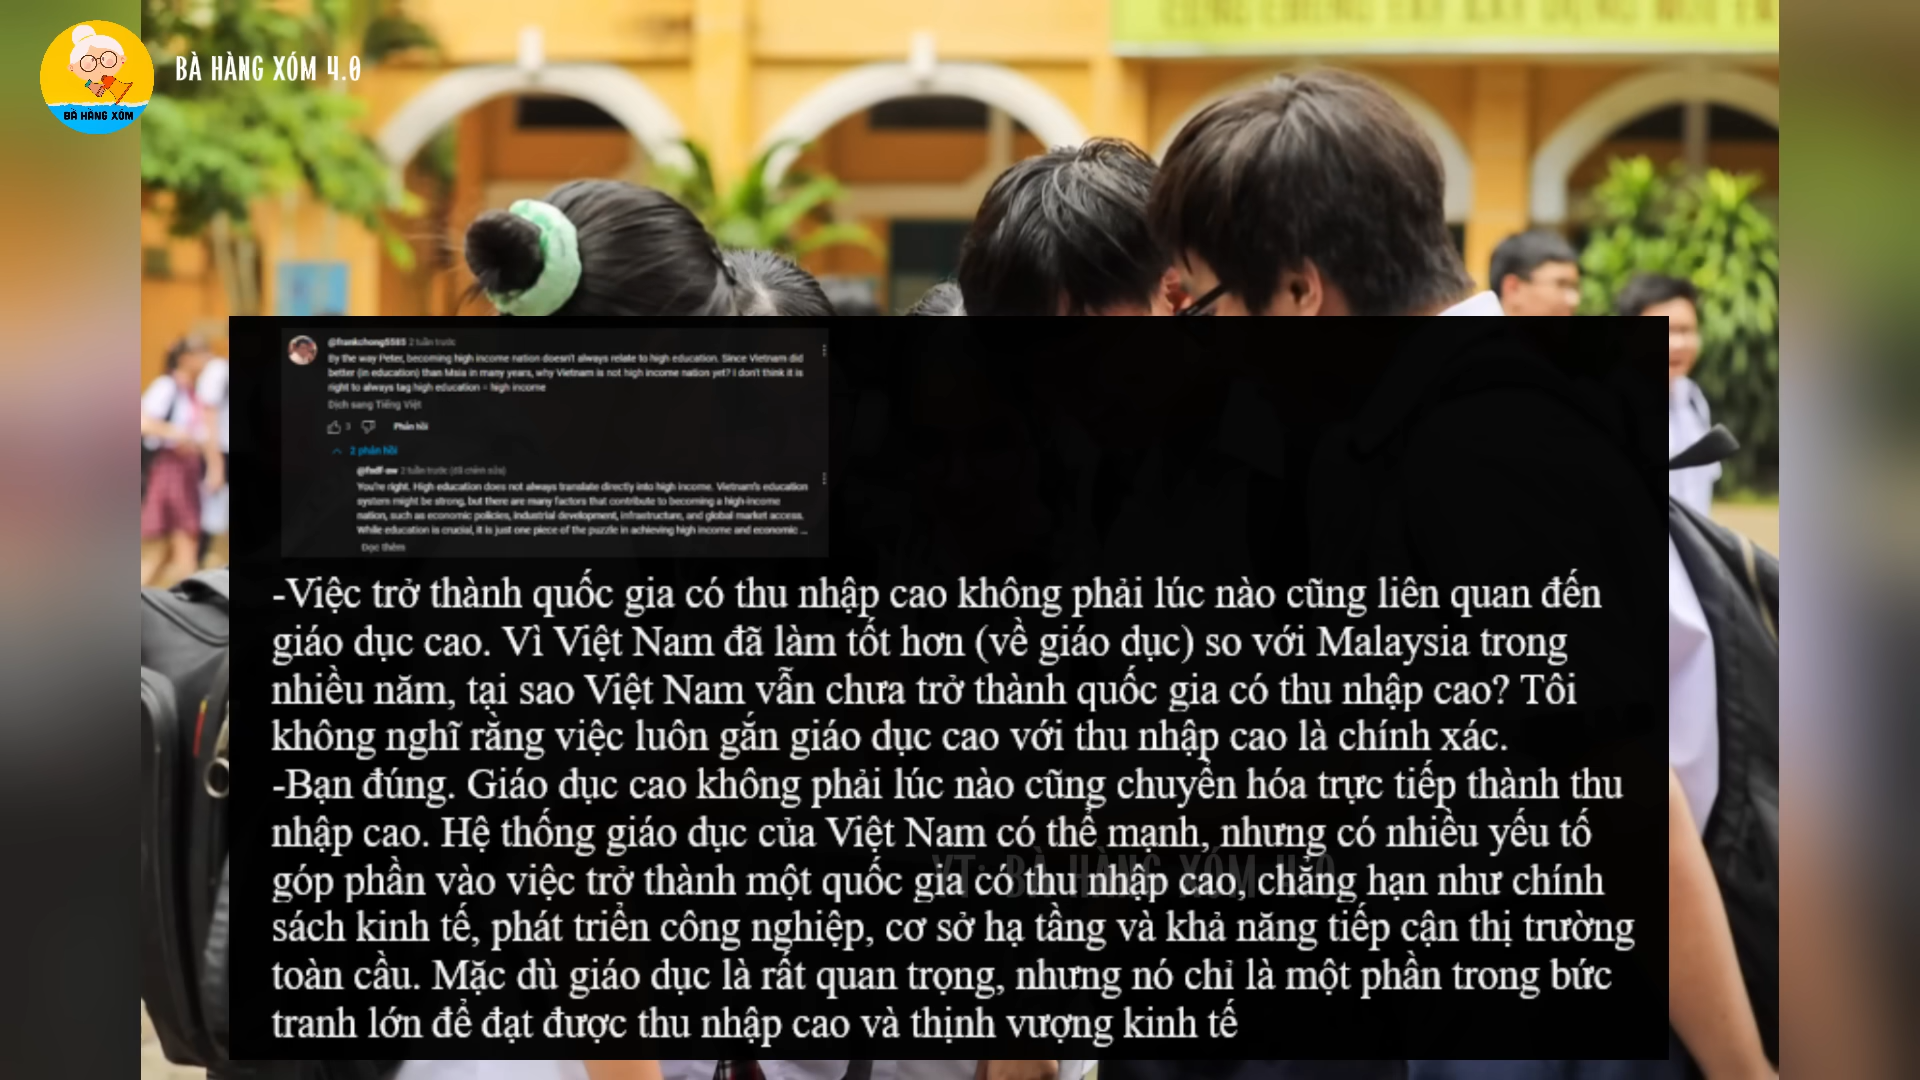 BÀ HÀNG XÓM 4.0
BÀ HÀNG XÓM
@frankchong5585 2 tuần trước
By the way Peter, becoming high income nation doesn't always relate to high education. Since Vietnam did
better (in education) than Msia in many years, why Vietnam is not high income nation yet? I don't think it is
right to always tag high education = high income
Dịch sang Tiếng Việt
3 Phản hồi
2 phản hồi
2 tuần trước (đã chỉnh sửa)
You're right. High education does not always translate directly into high income. Vietnam's education
system might be strong, but there are many factors that contribute to becoming a high-income
nation, such as economic policies, industrial development, infrastructure, and global market access.
While education is crucial, it is just one piece of the puzzle in achieving high income and economic ...
Đọc thêm
-Việc trở thành quốc gia có thu nhập cao không phải lúc nào cũng liên quan đến
giáo dục cao. Vì Việt Nam đã làm tốt hơn (về giáo dục) so với Malaysia trong
nhiều năm, tại sao Việt Nam vẫn chưa trở thành quốc gia có thu nhập cao? Tôi
không nghĩ rằng việc luôn gắn giáo dục cao với thu nhập cao là chính xác.
-Bạn đúng. Giáo dục cao không phải lúc nào cũng chuyển hóa trực tiếp thành thu
nhập cao. Hệ thống giáo dục của Việt Nam có thể mạnh, nhưng có nhiều yếu tố
góp phần vào việc trở thành một quốc gia có thu nhập cao, chẳng hạn như chính
sách kinh tế, phát triển công nghiệp, cơ sở hạ tầng và khả năng tiếp cận thị trường
toàn cầu. Mặc dù giáo dục là rất quan trọng, nhưng nó chỉ là một phần trong bức
tranh lớn để đạt được thu nhập cao và thịnh vượng kinh tế
YT: BÀ HÀNG XÓM 4.0